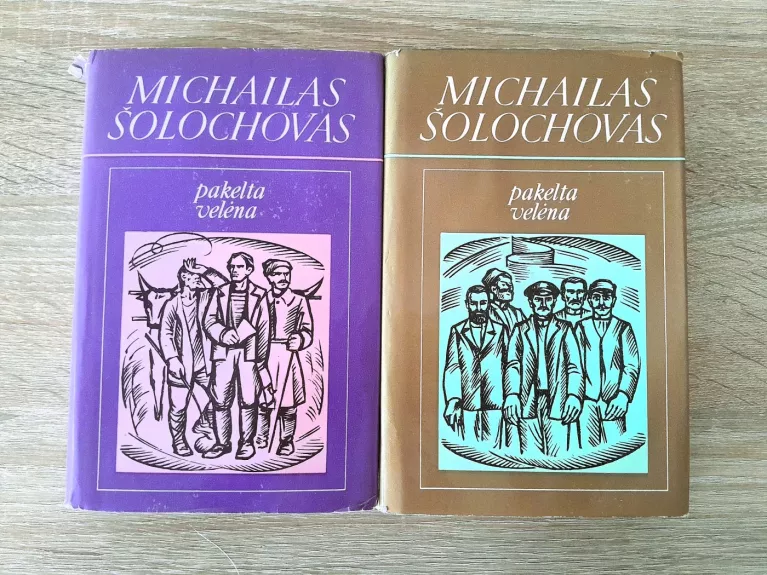 MICHAILAS
ŠOLOCHOVAS
pakelta
velėna
MICHAILAS
ŠOLOCHOVAS
pakelta
velėna